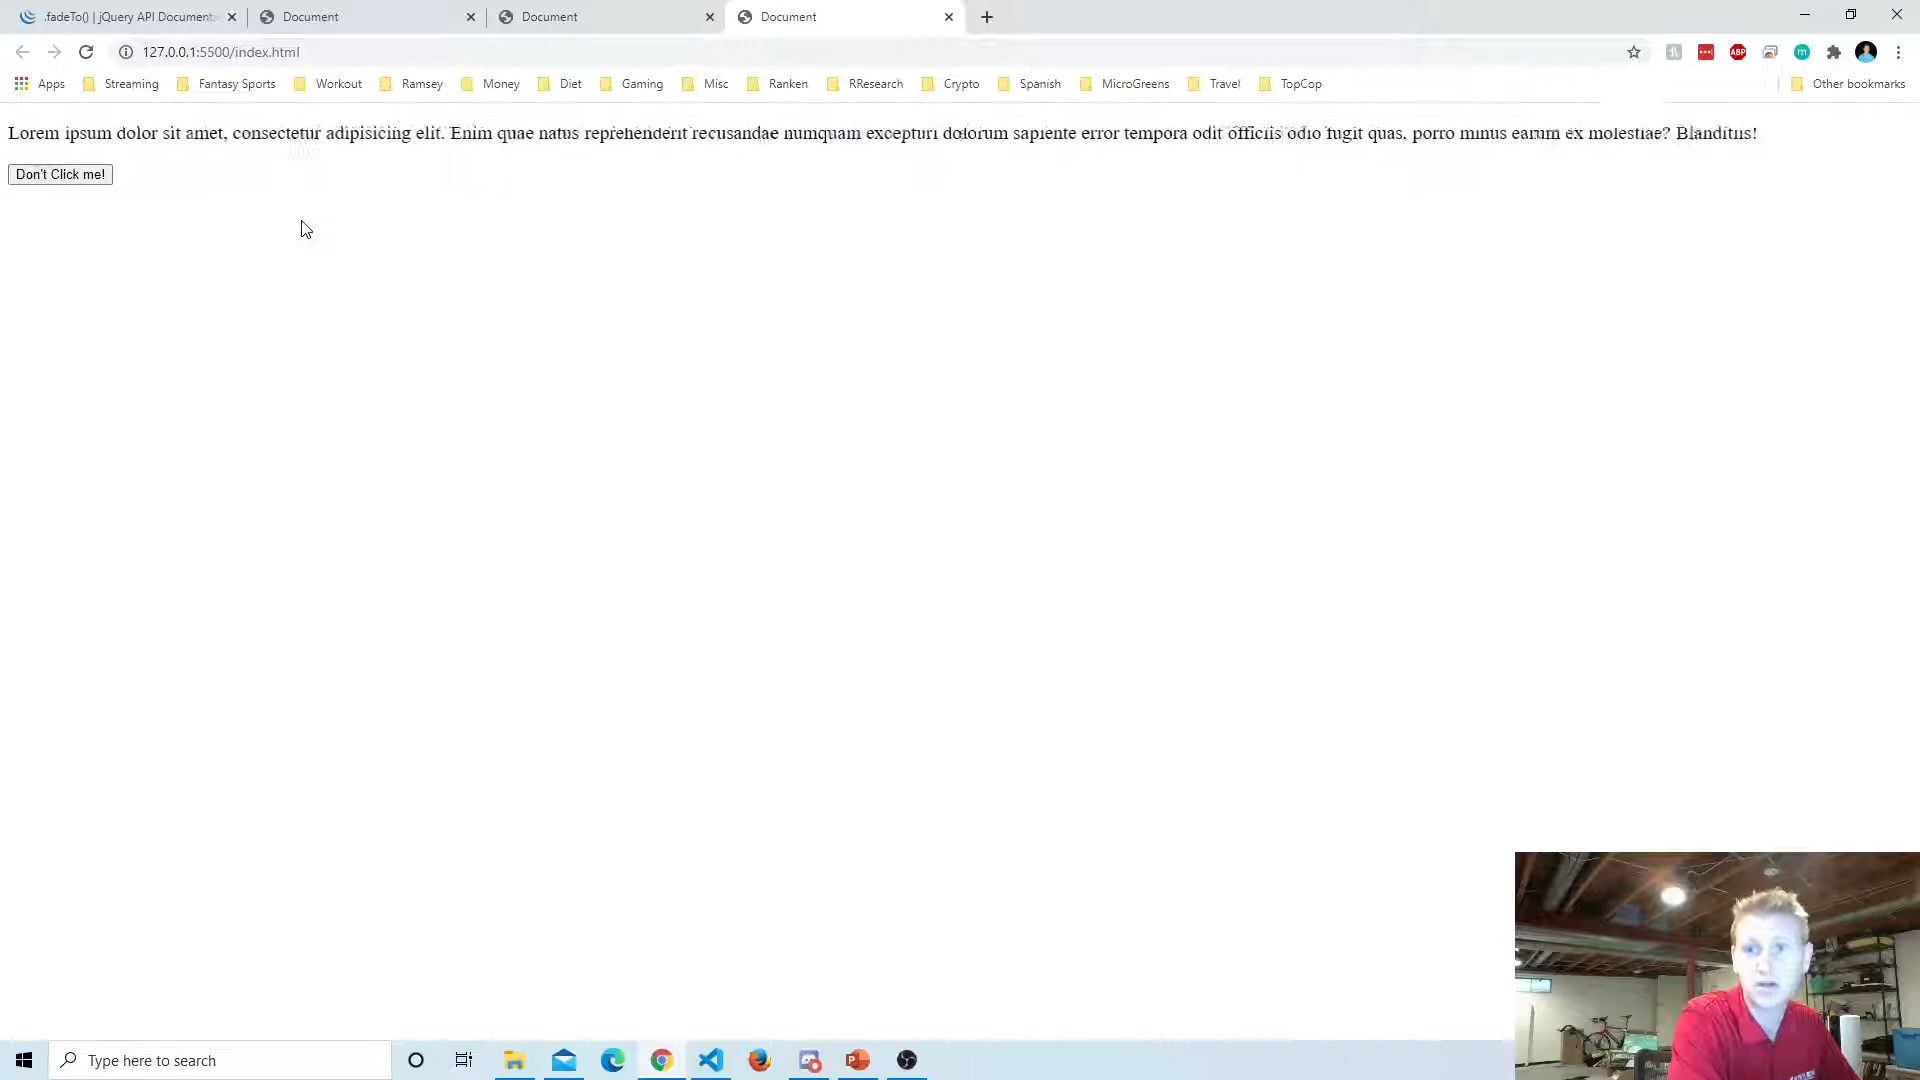 .fadeTo() | jQuery API Document
Document
Document
Document
127.0.0.1:5500/index.html
Apps
Streaming
Fantasy Sports
Workout
Ramsey
Money
Diet
Gaming
Misc
Ranken
RResearch
Crypto
Spanish
MicroGreens
Travel
TopCop
Other bookmarks
Lorem ipsum dolor sit amet, consectetur adipisicing elit. Enim quae natus reprehenderit recusandae numquam excepturi dolorum sapiente error tempora odit officiis odio fugit quas, porro minus earum ex molestiae? Blanditiis!
Don't Click me!
ABP
m
Type here to search